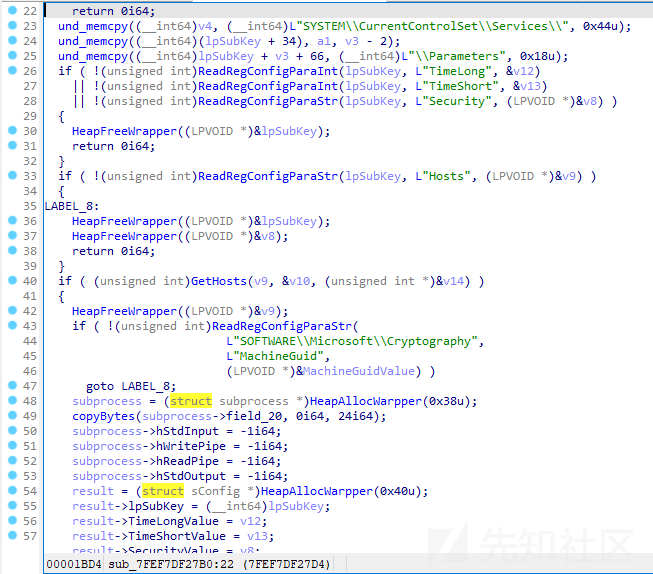 22 return 0i64;
23 und_memcpy((__int64)v4, (__int64)L"SYSTEM\\CurrentControlSet\\Services\\", 0x44u);
24 und_memcpy((__int64)(lpSubKey + 34), a1, v3 - 2);
25 und_memcpy((__int64)lpSubKey + v3 + 66, (__int64)L"\\Parameters", 0x18u);
26 if ( !(unsigned int)ReadRegConfigParaInt(lpSubKey, L"TimeLong", &v12)
27 || !(unsigned int)ReadRegConfigParaInt(lpSubKey, L"TimeShort", &v13)
28 || !(unsigned int)ReadRegConfigParaStr(lpSubKey, L"Security", (LPVOID *)&v8) )
29 {
30 HeapFreeWrapper((LPVOID *)&lpSubKey);
31 return 0i64;
32 }
33 if ( !(unsigned int)ReadRegConfigParaStr(lpSubKey, L"Hosts", (LPVOID *)&v9) )
34 {
35 LABEL_8:
36 HeapFreeWrapper((LPVOID *)&lpSubKey);
37 HeapFreeWrapper((LPVOID *)&v8);
38 return 0i64;
39 }
40 if ( (unsigned int)GetHosts(v9, &v10, (unsigned int *)&v14) )
41 {
42 HeapFreeWrapper((LPVOID *)&v9);
43 if ( !(unsigned int)ReadRegConfigParaStr(
44 L"SOFTWARE\\Microsoft\\Cryptography",
45 L"MachineGuid",
46 (LPVOID *)&MachineGuidValue) )
47 goto LABEL_8;
48 subprocess = (struct subprocess *)HeapAllocWarpper(0x38u);
49 copyBytes(subprocess->field_20, 0i64, 24i64);
50 subprocess->hStdInput = -1i64;
51 subprocess->hWritePipe = -1i64;
52 subprocess->hReadPipe = -1i64;
53 subprocess->hStdOutput = -1i64;
54 result = (struct sConfig *)HeapAllocWarpper(0x40u);
55 result->lpSubKey = (__int64)lpSubKey;
56 result->TimeLongValue = v12;
57 result->TimeShortValue = v13;
result->SecurityValue = v8;
00001BD4 sub_7FEF7DF27B0:22 (7FEF7DF27D4)
先知社区